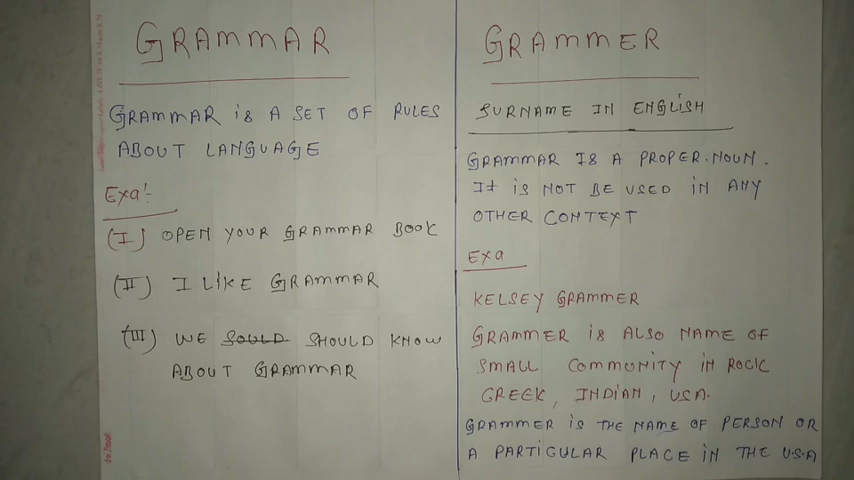 GRAMMAR
GRAMMAR is A SET OF RULES
ABOUT LANGUAGE
Exa:-
(I) OPEN YOUR GRAMMAR BOOK
(II) I LIKE GRAMMAR
(III) WE SOULD SHOULD KNOW
ABOUT GRAMMAR
GRAMMER
SURNAME IN ENGLISH
GRAMMAR IS A PROPER.NOUN.
It is NOT BE USED IN ANY
OTHER CONTEXT
Exa
KELSEY GRAMMER
GRAMMER is ALSO NAME OF
SMALL COMMUNITY IN ROCK
GREEK, INDIAN, USA.
GRAMMER is THE NAME OF PERSON OR
A PARTICULAR PLACE IN THE U.S.A